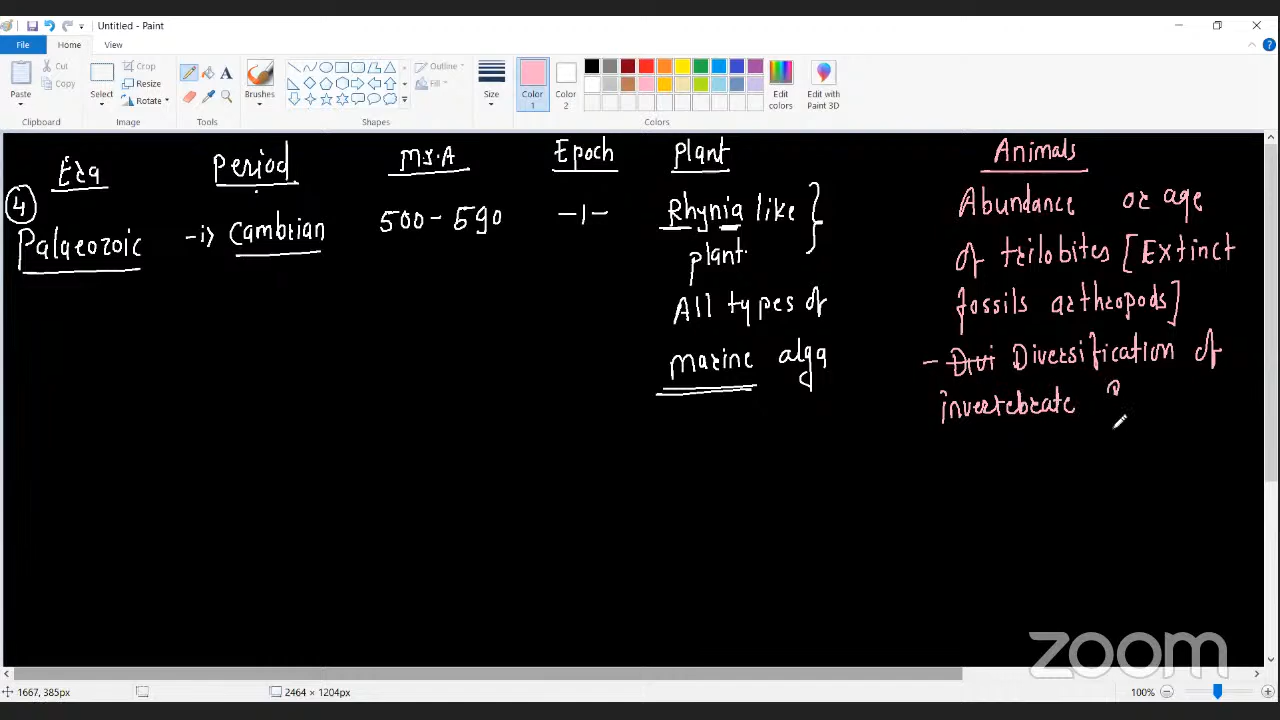 Untitled - Paint
File Home View
Paste
Cut
Copy
Clipboard
Select
Crop
Resize
Rotate
Image
Tools
Brushes
Outline
Fill
Shapes
Size
Color 1
Color 2
Edit colors
Edit with Paint 3D
Colors
Era Period M.Y.A Epoch Plant Animals
4
Palaeozoic -i) Cambrian 500 - 590 -1- Rhynia like Abundance or age
plant. of trilobites [Extinct
All types of fossils arthropods]
marine alga - Divi Diversification of
invertebrate
zoom
1667, 385px 2464 × 1204px 100%